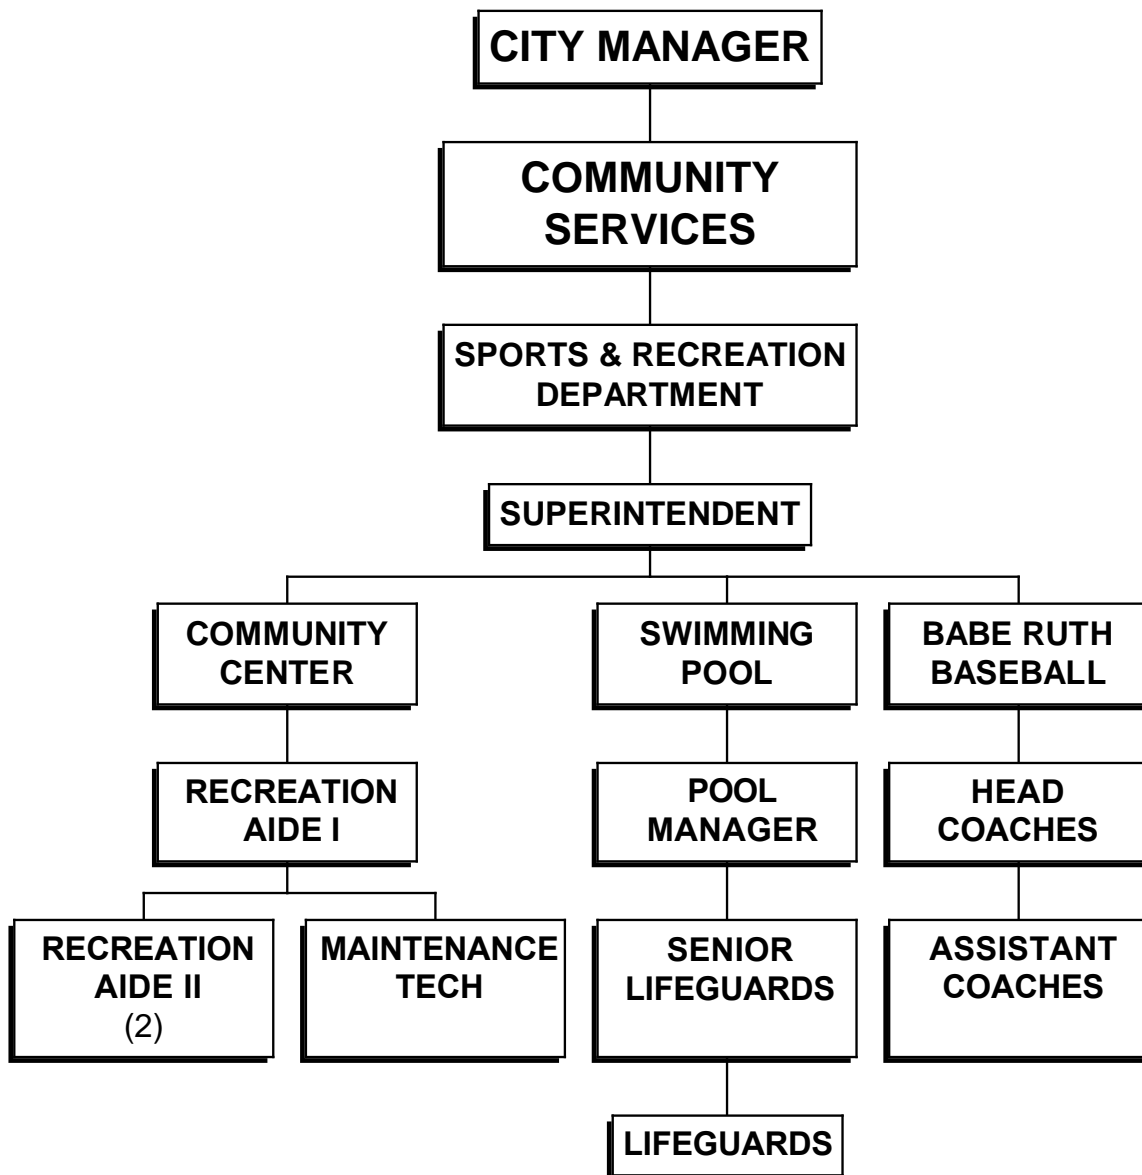 CITY MANAGER
COMMUNITY
SERVICES
SPORTS & RECREATION
DEPARTMENT
SUPERINTENDENT
COMMUNITY
CENTER
SWIMMING
POOL
BABE RUTH
BASEBALL
RECREATION
AIDE I
POOL
MANAGER
HEAD
COACHES
RECREATION
AIDE II
(2)
MAINTENANCE
TECH
SENIOR
LIFEGUARDS
ASSISTANT
COACHES
LIFEGUARDS